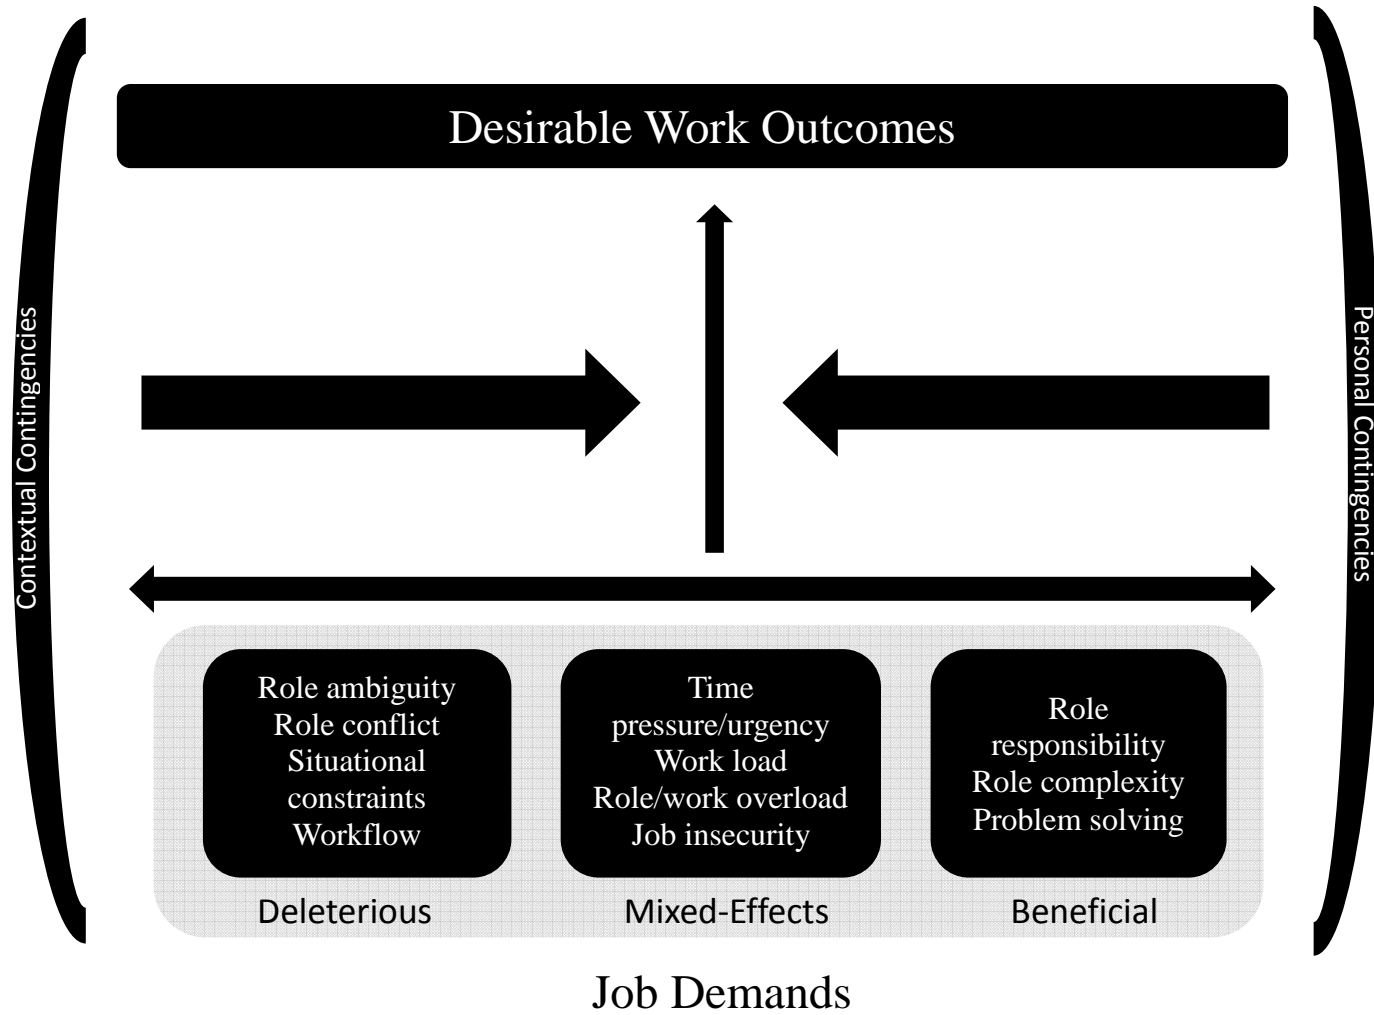 Desirable Work Outcomes
Contextual Contingencies
Personal Contingencies
Role ambiguity
Role conflict
Situational
constraints
Workflow
Deleterious
Time
pressure/urgency
Work load
Role/work overload
Job insecurity
Mixed-Effects
Role
responsibility
Role complexity
Problem solving
Beneficial
Job Demands